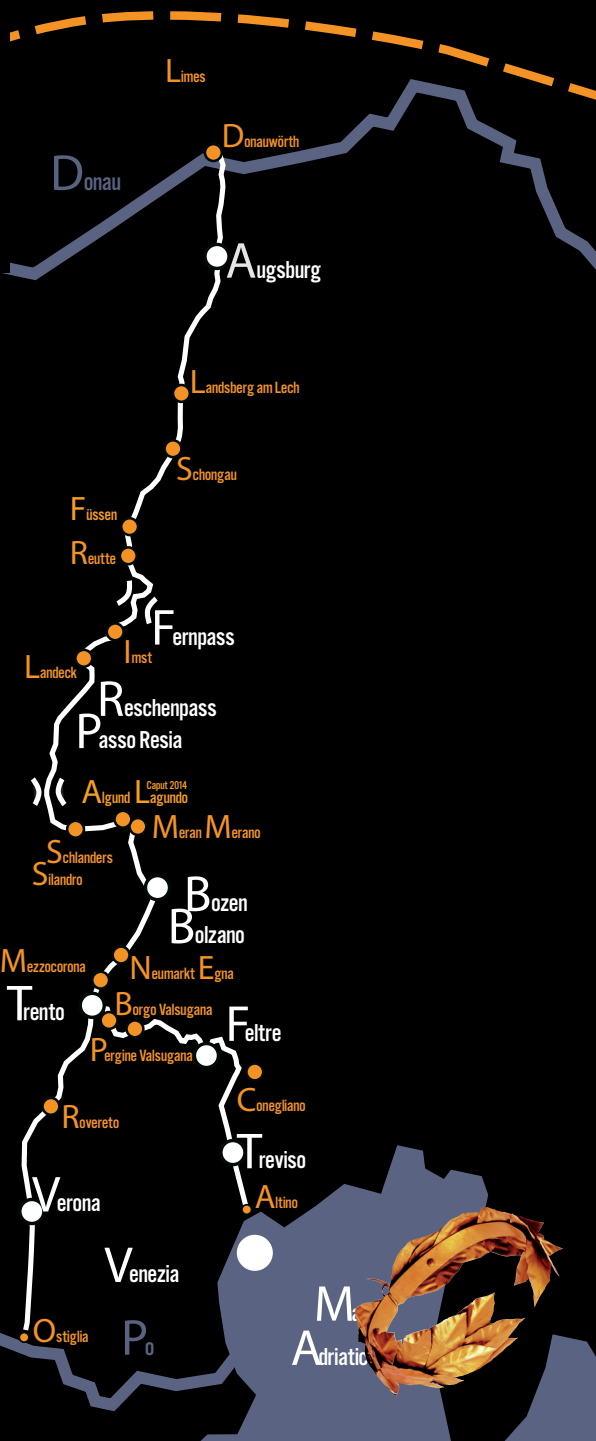 Limes
Donauwörth
Donau
Augsburg
Landsberg am Lech
Schongau
Füssen
Reutte
Fernpass
Imst
Landeck
Reschenpass
Passo Resia
Caput 2014
Algund Lagundo
Meran Merano
Schlanders
Silandro
Bozen
Bolzano
Mezzocorona
Neumarkt Egna
Trento
Borgo Valsugana
Feltre
Pergine Valsugana
Conegliano
Rovereto
Treviso
Verona
Altino
Venezia
Ostiglia
Po
Adriatic